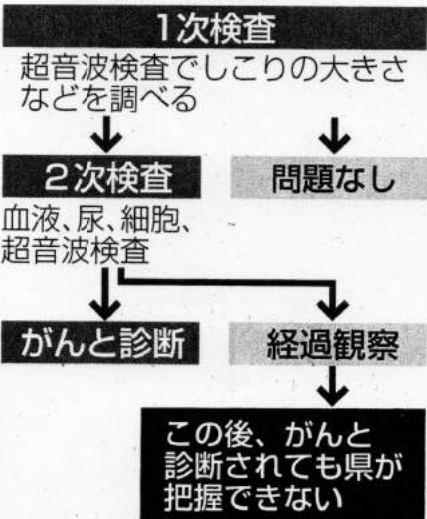 1次検査
超音波検査でしこりの大きさ
などを調べる
2次検査
問題なし
血液、尿、細胞、
超音波検査
がんと診断
経過観察
この後、がんと
診断されても県が
把握できない